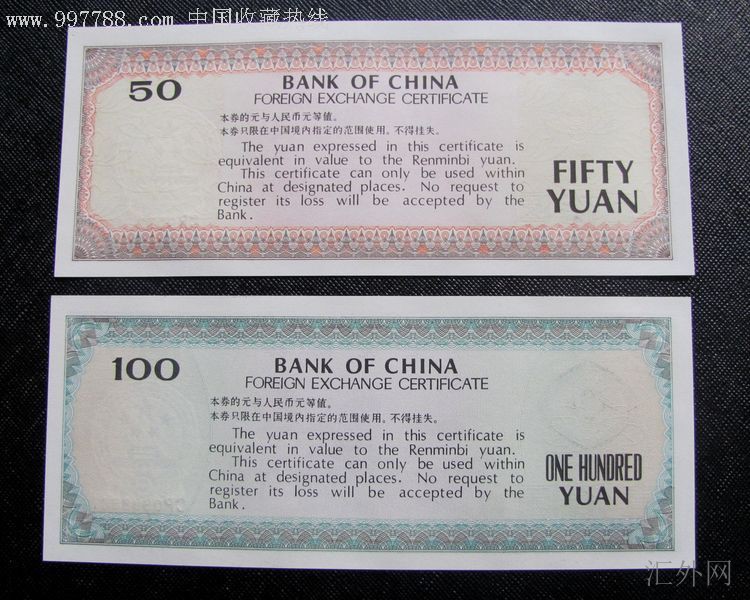 www.997788.com 中国收藏热线
50
BANK OF CHINA
FOREIGN EXCHANGE CERTIFICATE
本券的元与人民币元等值。
本券只限在中国境内指定的范围使用。不得挂失。
The yuan expressed in this certificate is
equivalent in value to the Renminbi yuan.
This certificate can only be used within
China at designated places. No request to
register its loss will be accepted by the
Bank.
FIFTY
YUAN
100
BANK OF CHINA
FOREIGN EXCHANGE CERTIFICATE
本券的元与人民币元等值。
本券只限在中国境内指定的范围使用。不得挂失。
The yuan expressed in this certificate is
equivalent in value to the Renminbi yuan.
This certificate can only be used within
China at designated places. No request to
register its loss will be accepted by the
Bank.
ONE HUNDRED
YUAN
汇外网